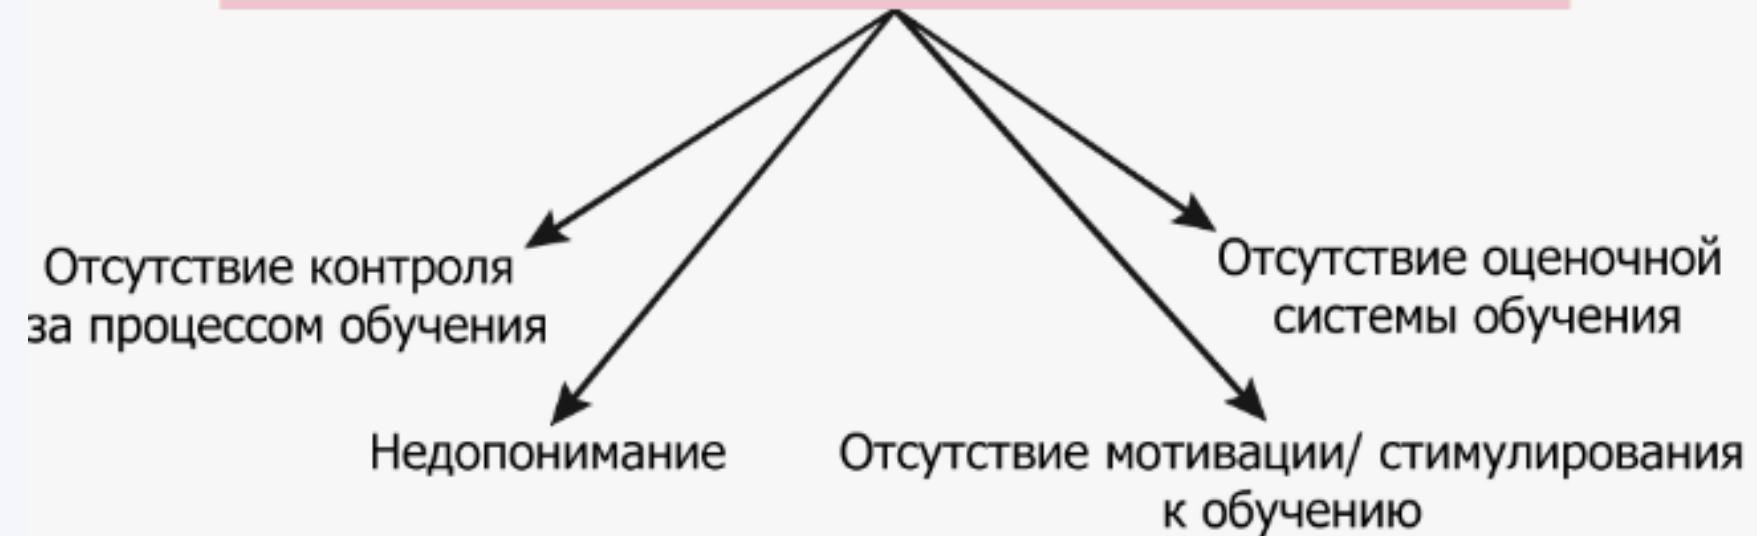 Отсутствие контроля
за процессом обучения
Отсутствие оценочной
системы обучения
Недопонимание
Отсутствие мотивации/ стимулирования
к обучению